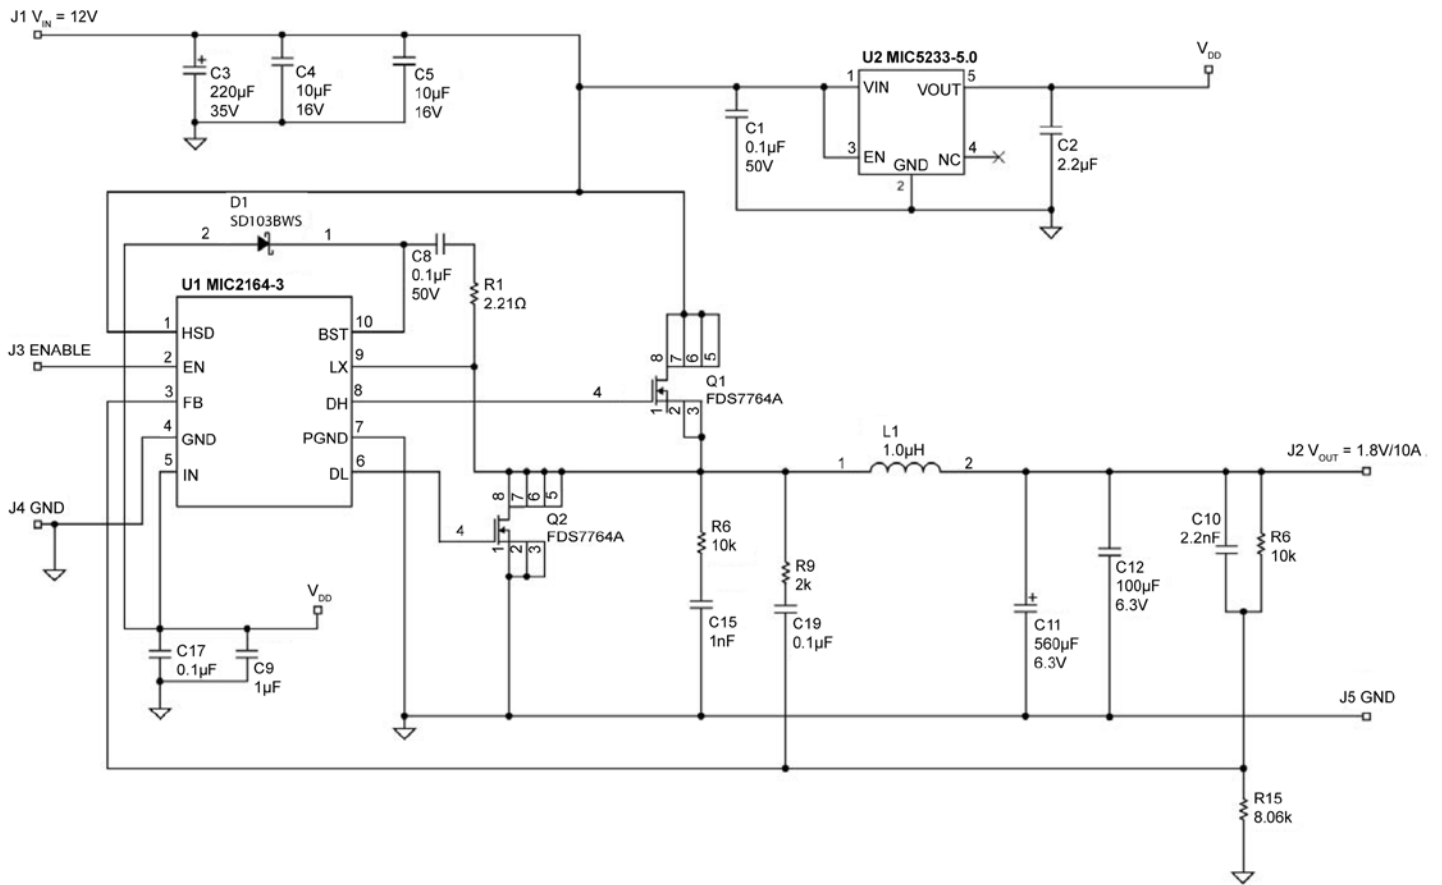 J1 VIN = 12V
C3
220µF
35V
+
C4
10µF
16V
C5
10µF
16V
U2 MIC5233-5.0
1
VIN
VOUT
5
3
EN
GND
NC
4
2
VDD
C1
0.1µF
50V
C2
2.2µF
D1
SD103BWS
2
1
C8
0.1µF
50V
R1
2.21Ω
U1 MIC2164-3
1
HSD
BST
10
J3 ENABLE
2
EN
LX
9
3
FB
DH
8
4
GND
PGND
7
5
IN
DL
6
J4 GND
4
8
7
6
5
1
2
3
Q1
FDS7764A
4
8
7
6
5
1
2
3
Q2
FDS7764A
L1
1.0µH
1
2
J2 VOUT = 1.8V/10A
R6
10k
C15
1nF
R9
2k
C19
0.1µF
+
C11
560µF
6.3V
C12
100µF
6.3V
C10
2.2nF
R6
10k
VDD
C17
0.1µF
C9
1µF
J5 GND
R15
8.06k